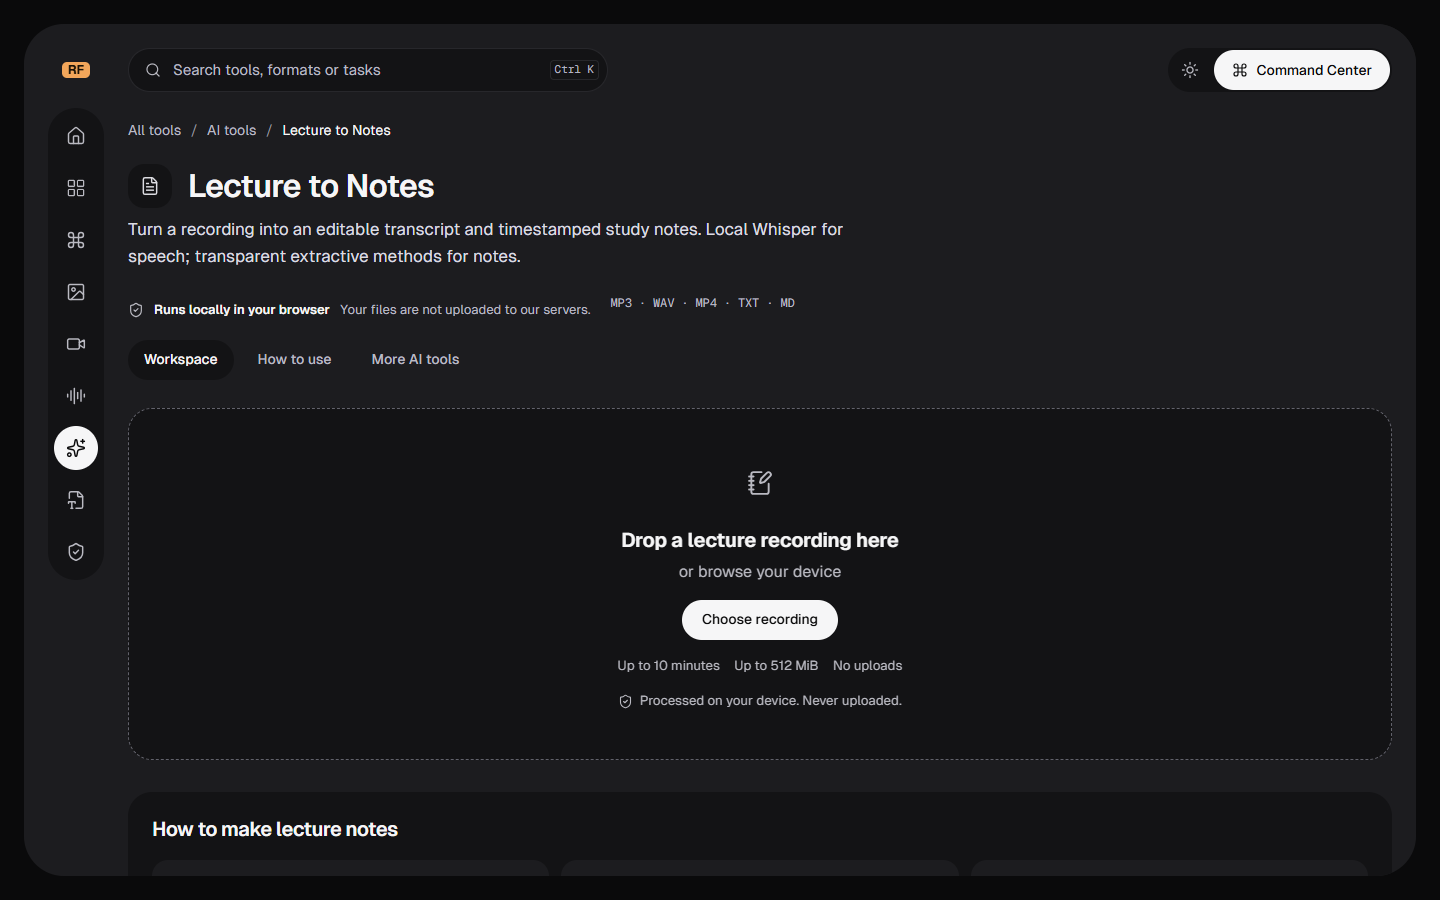 RF
Search tools, formats or tasks
Ctrl K
Command Center
All tools / AI tools / Lecture to Notes
Lecture to Notes
Turn a recording into an editable transcript and timestamped study notes. Local Whisper for
speech; transparent extractive methods for notes.
Runs locally in your browser Your files are not uploaded to our servers. MP3 · WAV · MP4 · TXT · MD
Workspace How to use More AI tools
Drop a lecture recording here
or browse your device
Choose recording
Up to 10 minutes Up to 512 MiB No uploads
Processed on your device. Never uploaded.
How to make lecture notes